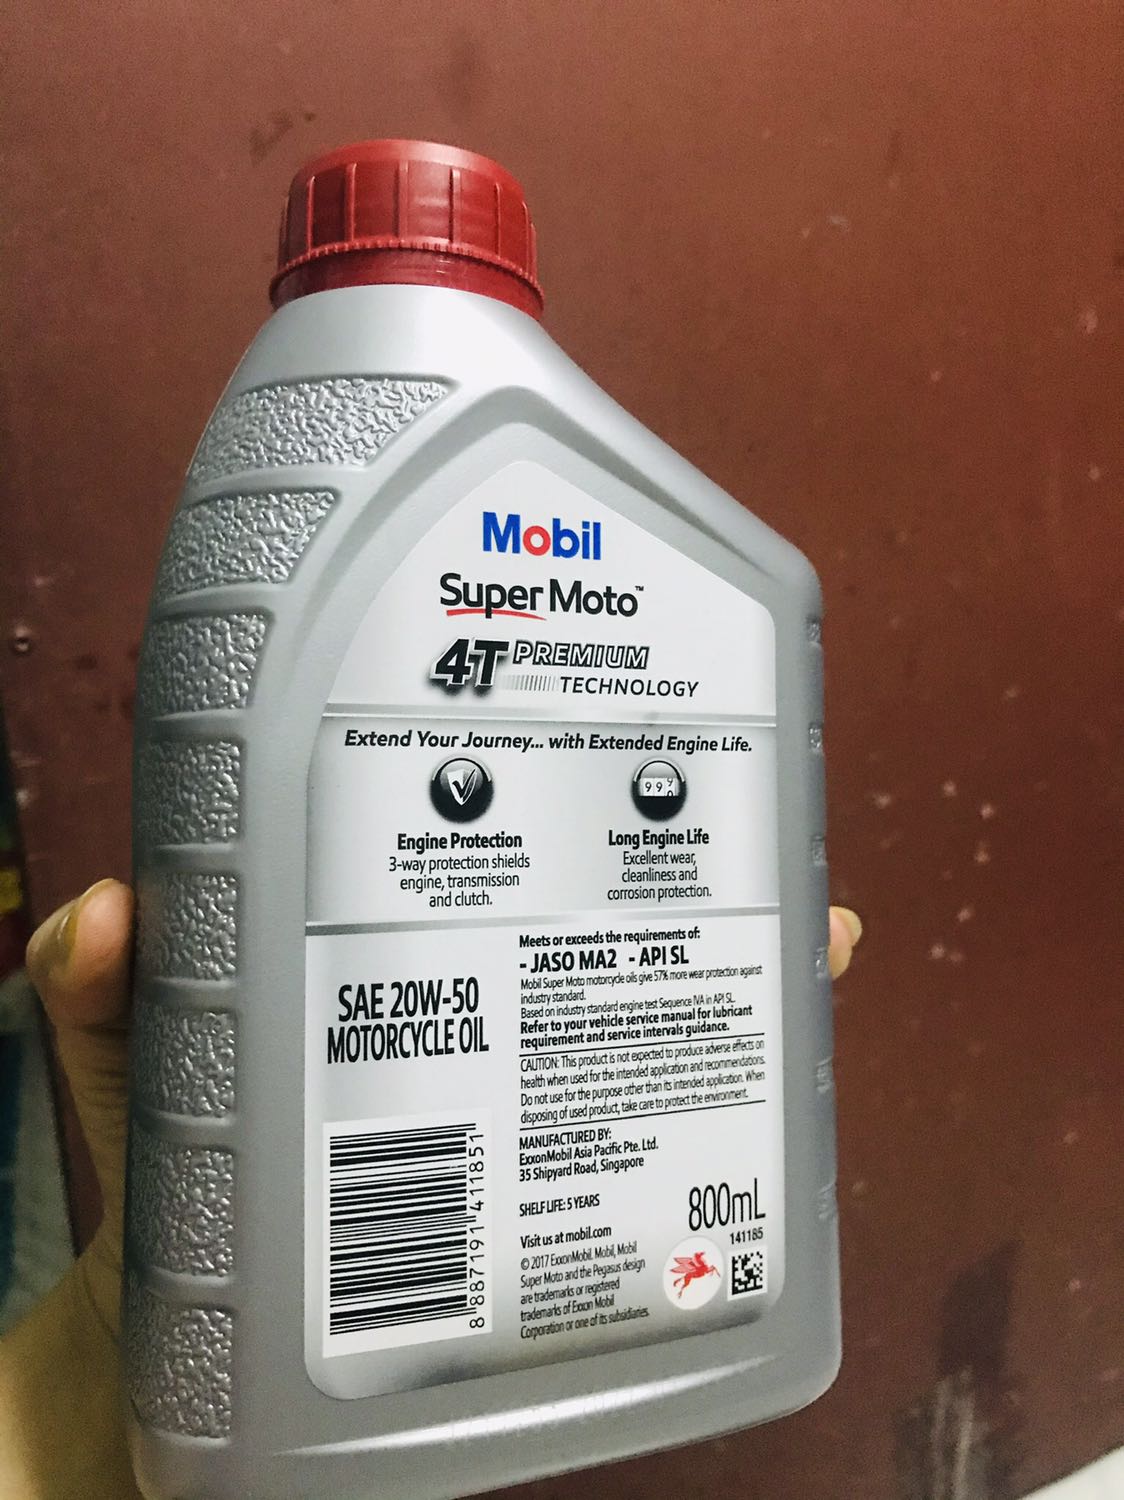 Mobil
Super Moto™
4T PREMIUM
TECHNOLOGY
Extend Your Journey... with Extended Engine Life.
Engine Protection
3-way protection shields
engine, transmission
and clutch.
Long Engine Life
Excellent wear,
cleanliness and
corrosion protection.
SAE 20W-50
MOTORCYCLE OIL
Meets or exceeds the requirements of:
- JASO MA2 - API SL
Mobil Super Moto motorcycle oils give 57% more wear protection against
industry standard.
Based on industry standard engine test Sequence IVA in API SL.
Refer to your vehicle service manual for lubricant
requirement and service intervals guidance.
CAUTION: This product is not expected to produce adverse effects on
health when used for the intended application and recommendations.
Do not use for the purpose other than its intended application. When
disposing of used product, take care to protect the environment.
MANUFACTURED BY:
ExxonMobil Asia Pacific Pte. Ltd.
35 Shipyard Road, Singapore
SHELF LIFE: 5 YEARS
800mL
141185
Visit us at mobil.com
© 2017 ExxonMobil. Mobil, Mobil
Super Moto and the Pegasus design
are trademarks or registered
trademarks of Exxon Mobil
Corporation or one of its subsidiaries.
8 887191 411851